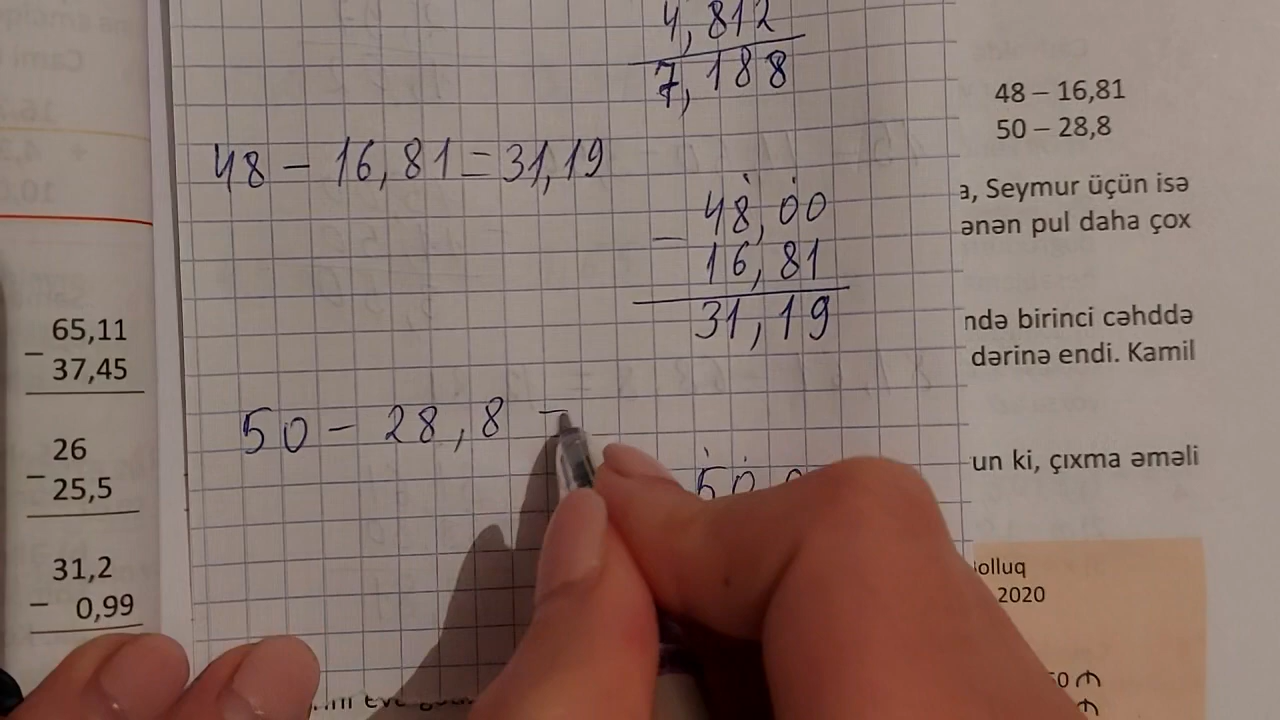 4,812
7,188
48 – 16,81 = 31,19
48,00
– 16,81
31,19
50 – 28,8 =
65,11
– 37,45
26
– 25,5
31,2
– 0,99
48 – 16,81
50 – 28,8
a, Seymur üçün isə
ənən pul daha çox
ndə birinci cəhddə
dərinə endi. Kamil
un ki, çıxma əməli
olluq
2020
50 ₼
₼